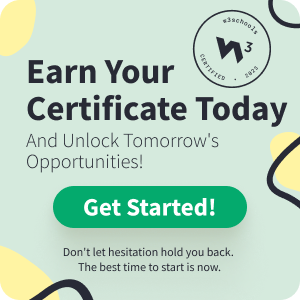 w3schools
CERTIFIED . 2025
Earn Your
Certificate Today
And Unlock Tomorrow's
Opportunities!
Get Started!
Don't let hesitation hold you back.
The best time to start is now.